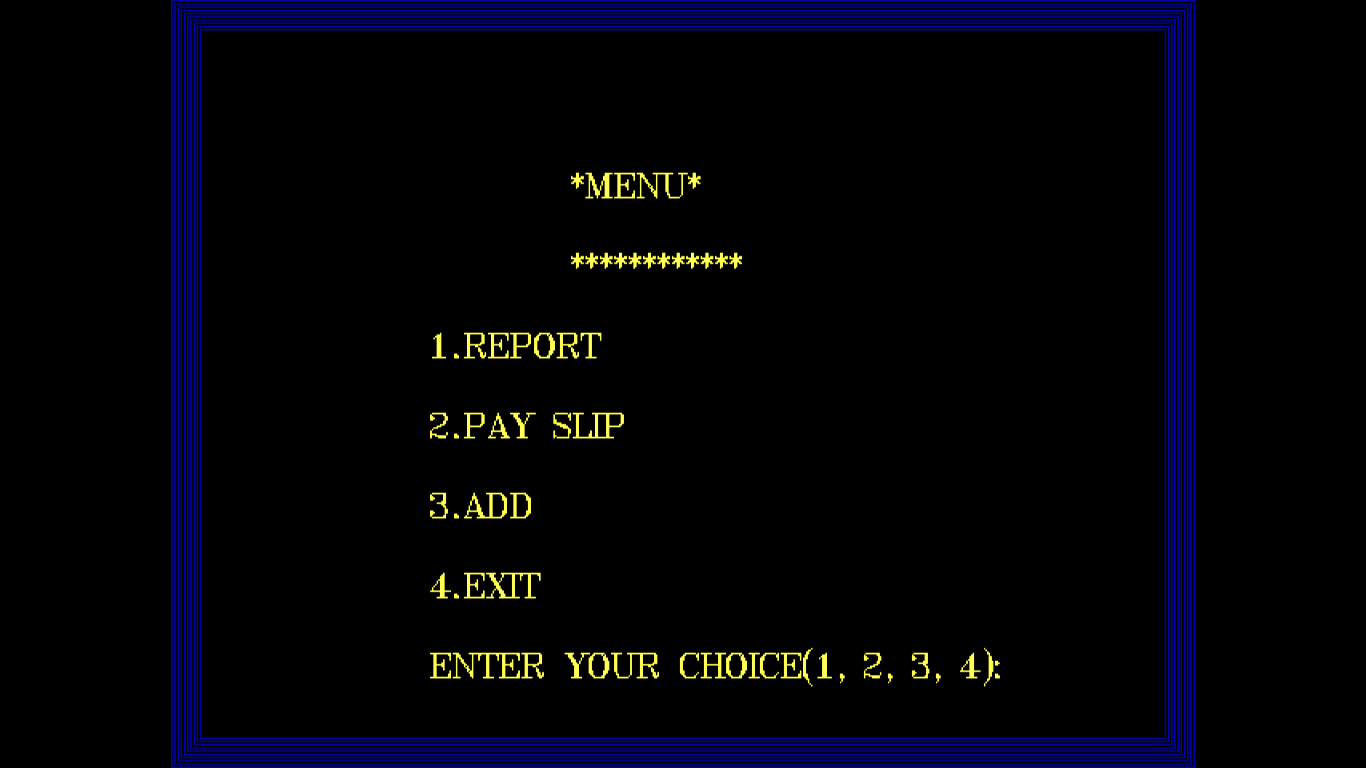 *MENU*
************
1.REPORT
2.PAY SLIP
3.ADD
4.EXIT
ENTER YOUR CHOICE(1, 2, 3, 4):